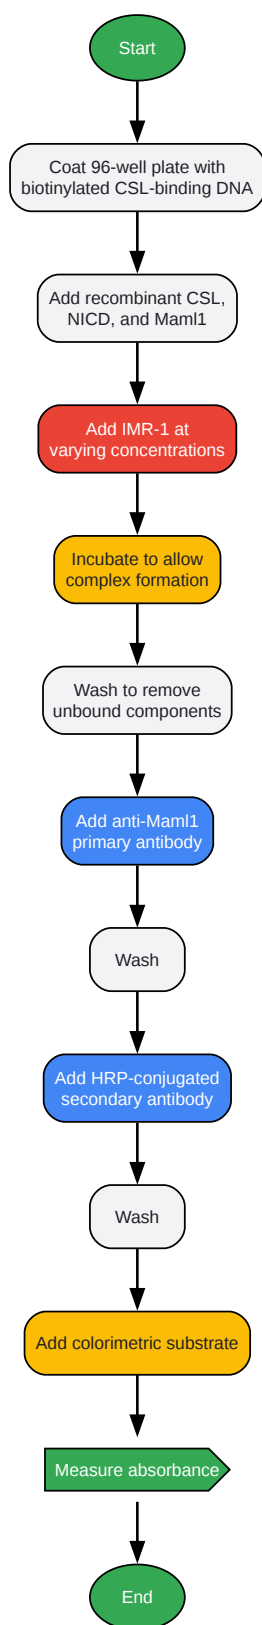 Start
Coat 96-well plate with
biotinylated CSL-binding DNA
Add recombinant CSL,
NICD, and Maml1
Add IMR-1 at
varying concentrations
Incubate to allow
complex formation
Wash to remove
unbound components
Add anti-Maml1
primary antibody
Wash
Add HRP-conjugated
secondary antibody
Wash
Add colorimetric substrate
Measure absorbance
End